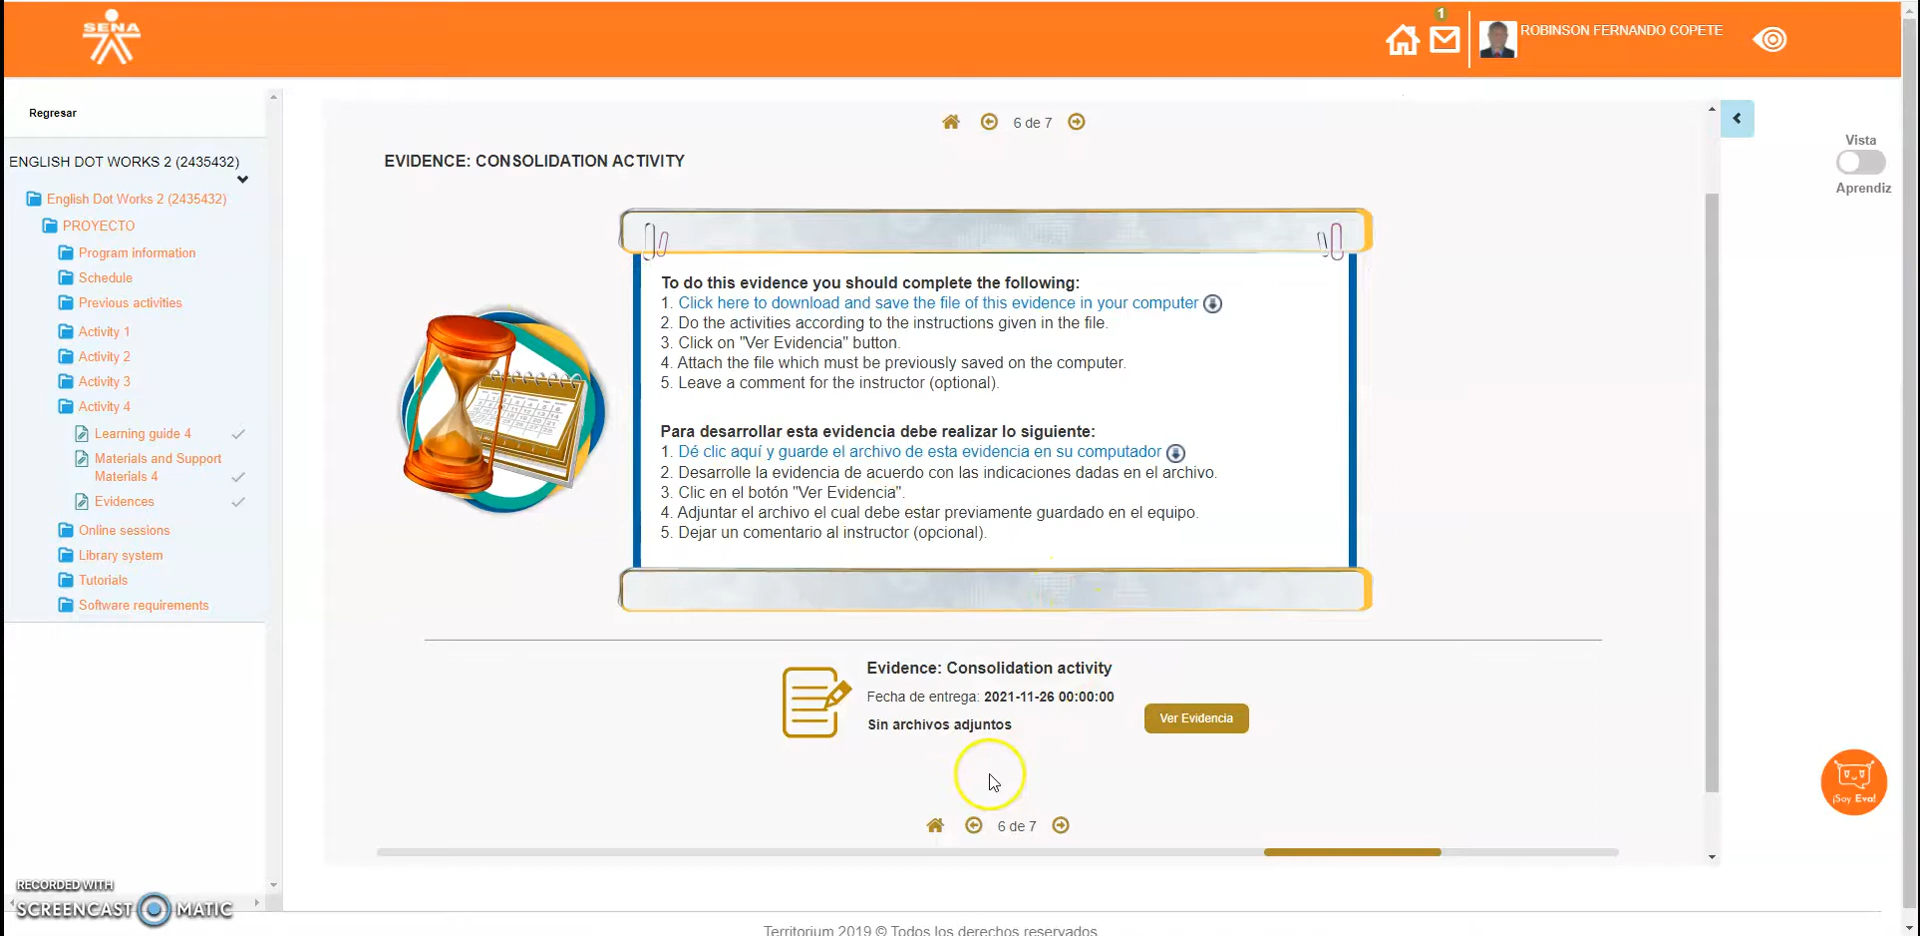 SENA
1
ROBINSON FERNANDO COPETE
Regresar
ENGLISH DOT WORKS 2 (2435432)
English Dot Works 2 (2435432)
PROYECTO
Program information
Schedule
Previous activities
Activity 1
Activity 2
Activity 3
Activity 4
Learning guide 4
Materials and Support
Materials 4
Evidences
Online sessions
Library system
Tutorials
Software requirements
6 de 7
EVIDENCE: CONSOLIDATION ACTIVITY
To do this evidence you should complete the following:
1. Click here to download and save the file of this evidence in your computer
2. Do the activities according to the instructions given in the file.
3. Click on "Ver Evidencia" button.
4. Attach the file which must be previously saved on the computer.
5. Leave a comment for the instructor (optional).
Para desarrollar esta evidencia debe realizar lo siguiente:
1. Dé clic aquí y guarde el archivo de esta evidencia en su computador
2. Desarrolle la evidencia de acuerdo con las indicaciones dadas en el archivo.
3. Clic en el botón "Ver Evidencia".
4. Adjuntar el archivo el cual debe estar previamente guardado en el equipo.
5. Dejar un comentario al instructor (opcional).
Evidence: Consolidation activity
Fecha de entrega: 2021-11-26 00:00:00
Sin archivos adjuntos
Ver Evidencia
6 de 7
Vista
Aprendiz
¡Soy Eva!
RECORDED WITH
SCREENCAST MATIC
Territorium 2019 © Todos los derechos reservados